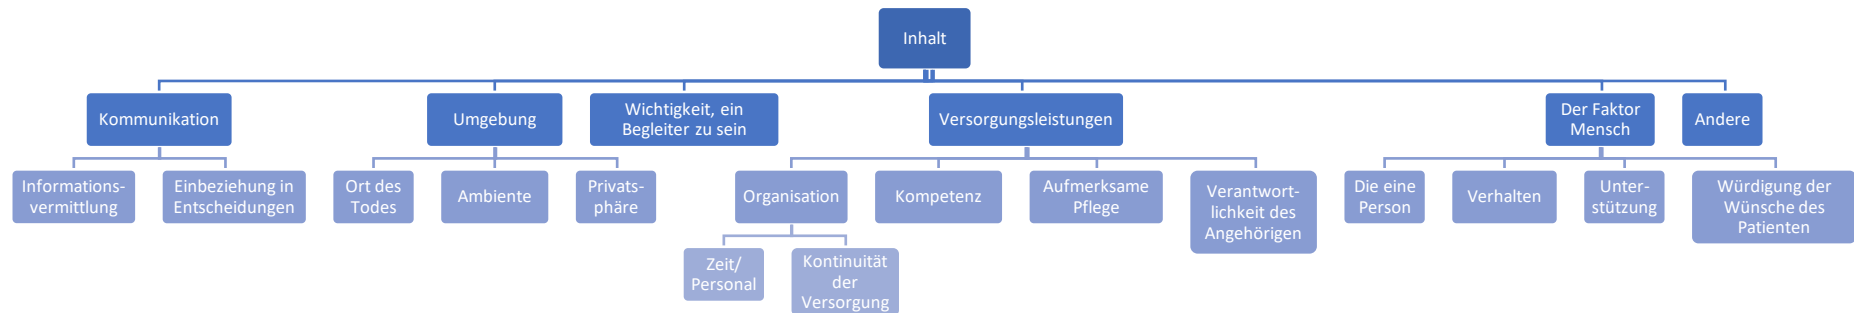 Inhalt
Kommunikation
Umgebung
Wichtigkeit, ein
Begleiter zu sein
Versorgungsleistungen
Der Faktor
Mensch
Andere
Informations-
vermittlung
Einbeziehung in
Entscheidungen
Ort des
Todes
Ambiente
Privats-
phäre
Organisation
Kompetenz
Aufmerksame
Pflege
Verantwort-
lichkeit des
Angehörigen
Die eine
Person
Verhalten
Unter-
stützung
Würdigung der
Wünsche des
Patienten
Zeit/
Personal
Kontinuität
der
Versorgung